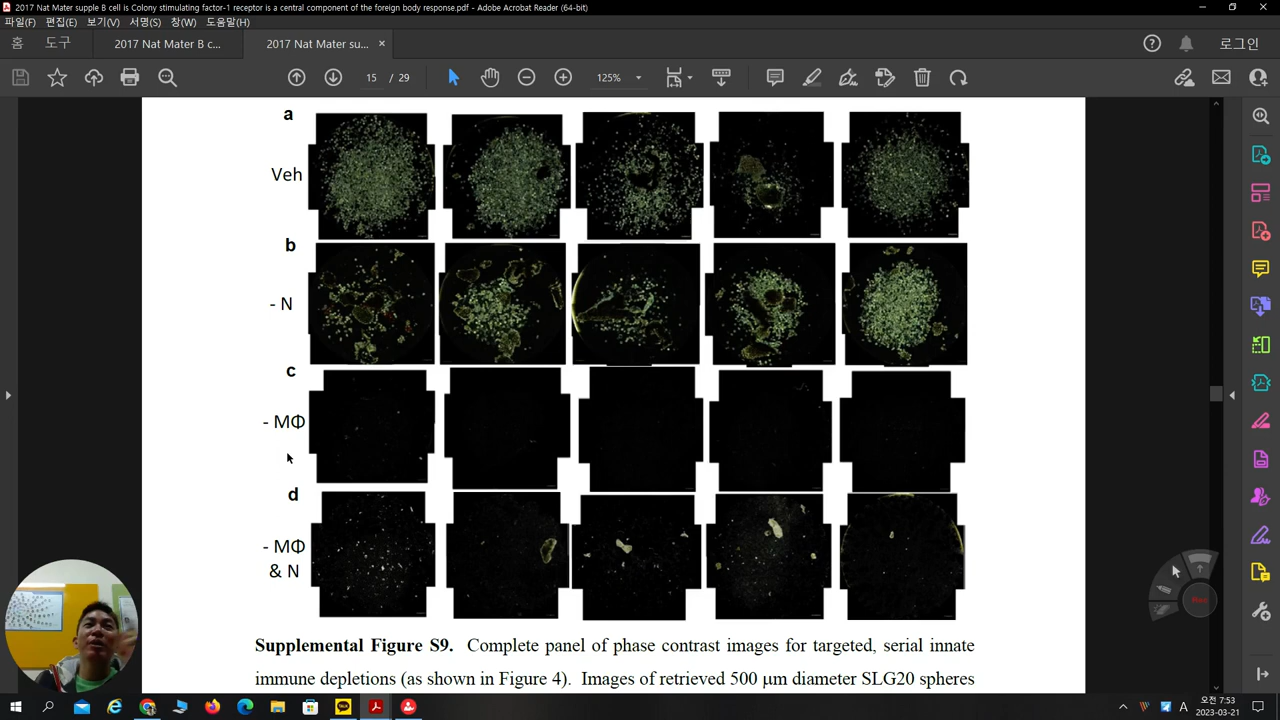 2017 Nat Mater supple B cell is Colony stimulating factor-1 receptor is a central component of the foreign body response.pdf - Adobe Acrobat Reader (64-bit)
파일(F) 편집(E) 보기(V) 서명(S) 창(W) 도움말(H)
홈 도구 2017 Nat Mater B c... 2017 Nat Mater su... × 로그인
15 / 29 125%
a
Veh
b
- N
c
- MΦ
d
- MΦ
& N
Supplemental Figure S9. Complete panel of phase contrast images for targeted, serial innate
immune depletions (as shown in Figure 4). Images of retrieved 500 μm diameter SLG20 spheres
TALK
A 오전 7:53
2023-03-21